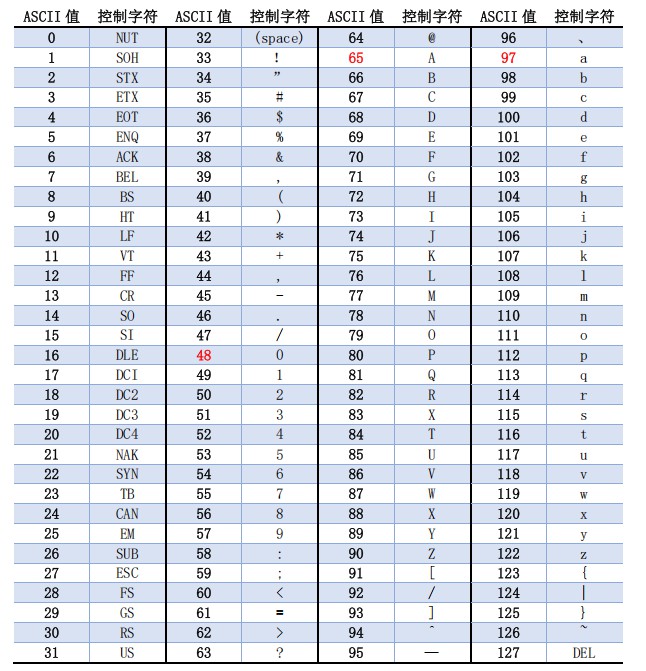 ASCII 值 控制字符 ASCII 值 控制字符 ASCII 值 控制字符 ASCII 值 控制字符
0 NUT 32 (space) 64 @ 96 、
1 SOH 33 ! 65 A 97 a
2 STX 34 ” 66 B 98 b
3 ETX 35 # 67 C 99 c
4 EOT 36 $ 68 D 100 d
5 ENQ 37 % 69 E 101 e
6 ACK 38 & 70 F 102 f
7 BEL 39 , 71 G 103 g
8 BS 40 ( 72 H 104 h
9 HT 41 ) 73 I 105 i
10 LF 42 * 74 J 106 j
11 VT 43 + 75 K 107 k
12 FF 44 , 76 L 108 l
13 CR 45 - 77 M 109 m
14 SO 46 . 78 N 110 n
15 SI 47 / 79 O 111 o
16 DLE 48 0 80 P 112 p
17 DCI 49 1 81 Q 113 q
18 DC2 50 2 82 R 114 r
19 DC3 51 3 83 X 115 s
20 DC4 52 4 84 T 116 t
21 NAK 53 5 85 U 117 u
22 SYN 54 6 86 V 118 v
23 TB 55 7 87 W 119 w
24 CAN 56 8 88 X 120 x
25 EM 57 9 89 Y 121 y
26 SUB 58 : 90 Z 122 z
27 ESC 59 ; 91 [ 123 {
28 FS 60 < 92 / 124 |
29 GS 61 = 93 ] 125 }
30 RS 62 > 94 ^ 126 ~
31 US 63 ? 95 — 127 DEL